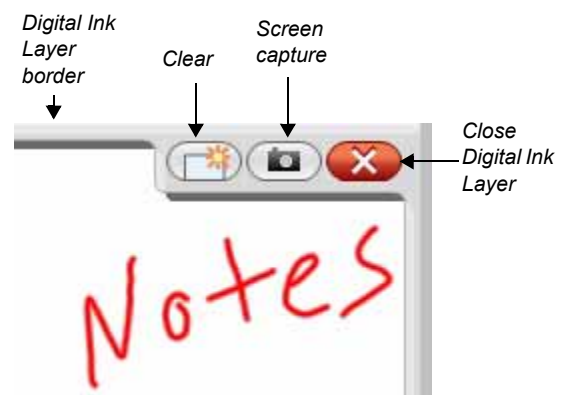 Digital Ink
Layer
border
Clear
Screen
capture
Close
Digital Ink
Layer
Notes